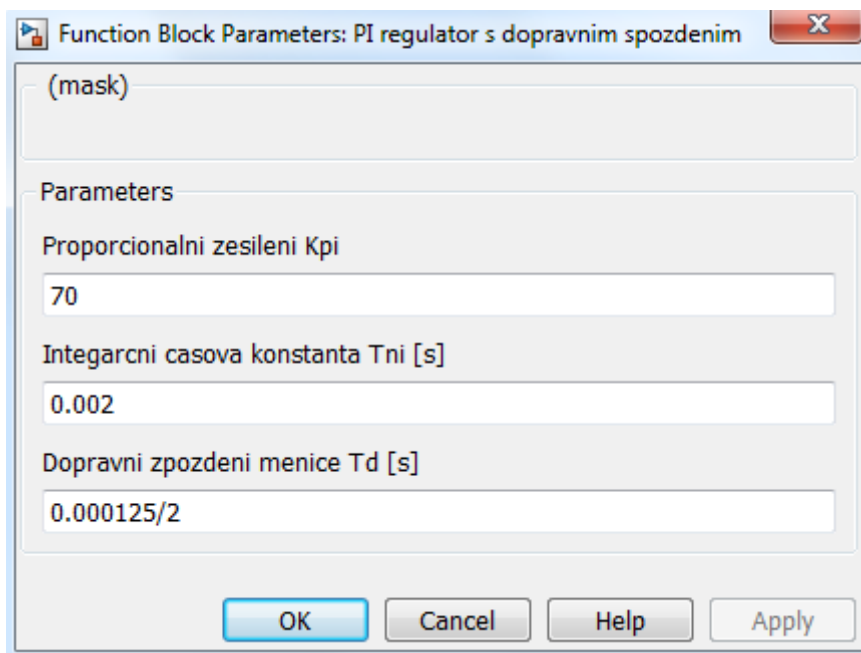 Function Block Parameters: PI regulator s dopravnim spozdenim
(mask)
Parameters
Proporcionalni zesileni Kpi
70
Integarcni casova konstanta Tni [s]
0.002
Dopravni zpozdeni menice Td [s]
0.000125/2
OK Cancel Help Apply